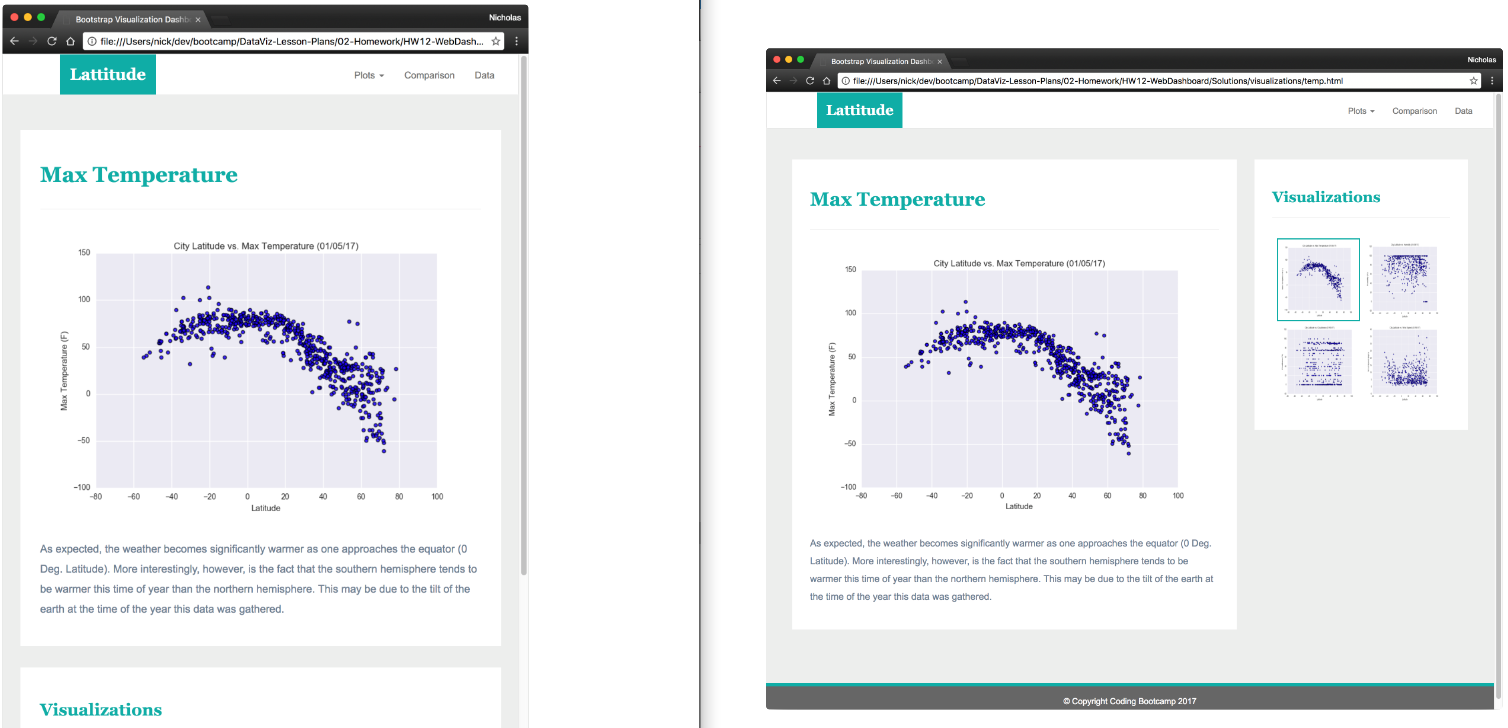 Bootstrap Visualization Dashb
Nicholas
file:///Users/nick/dev/bootcamp/DataViz-Lesson-Plans/02-Homework/HW12-WebDash...
Lattitude
Plots
Comparison
Data
Max Temperature
City Latitude vs. Max Temperature (01/05/17)
Max Temperature (F)
150
100
50
0
−50
−100
−80 −60 −40 −20 0 20 40 60 80 100
Latitude
As expected, the weather becomes significantly warmer as one approaches the equator (0
Deg. Latitude). More interestingly, however, is the fact that the southern hemisphere tends to
be warmer this time of year than the northern hemisphere. This may be due to the tilt of the
earth at the time of the year this data was gathered.
Visualizations
Bootstrap Visualization Dashb
Nicholas
file:///Users/nick/dev/bootcamp/DataViz-Lesson-Plans/02-Homework/HW12-WebDashboard/Solutions/visualizations/temp.html
Lattitude
Plots
Comparison
Data
Max Temperature
City Latitude vs. Max Temperature (01/05/17)
Max Temperature (F)
150
100
50
0
−50
−100
−80 −60 −40 −20 0 20 40 60 80 100
Latitude
As expected, the weather becomes significantly warmer as one approaches the equator (0 Deg.
Latitude). More interestingly, however, is the fact that the southern hemisphere tends to be
warmer this time of year than the northern hemisphere. This may be due to the tilt of the earth at
the time of the year this data was gathered.
Visualizations
© Copyright Coding Bootcamp 2017